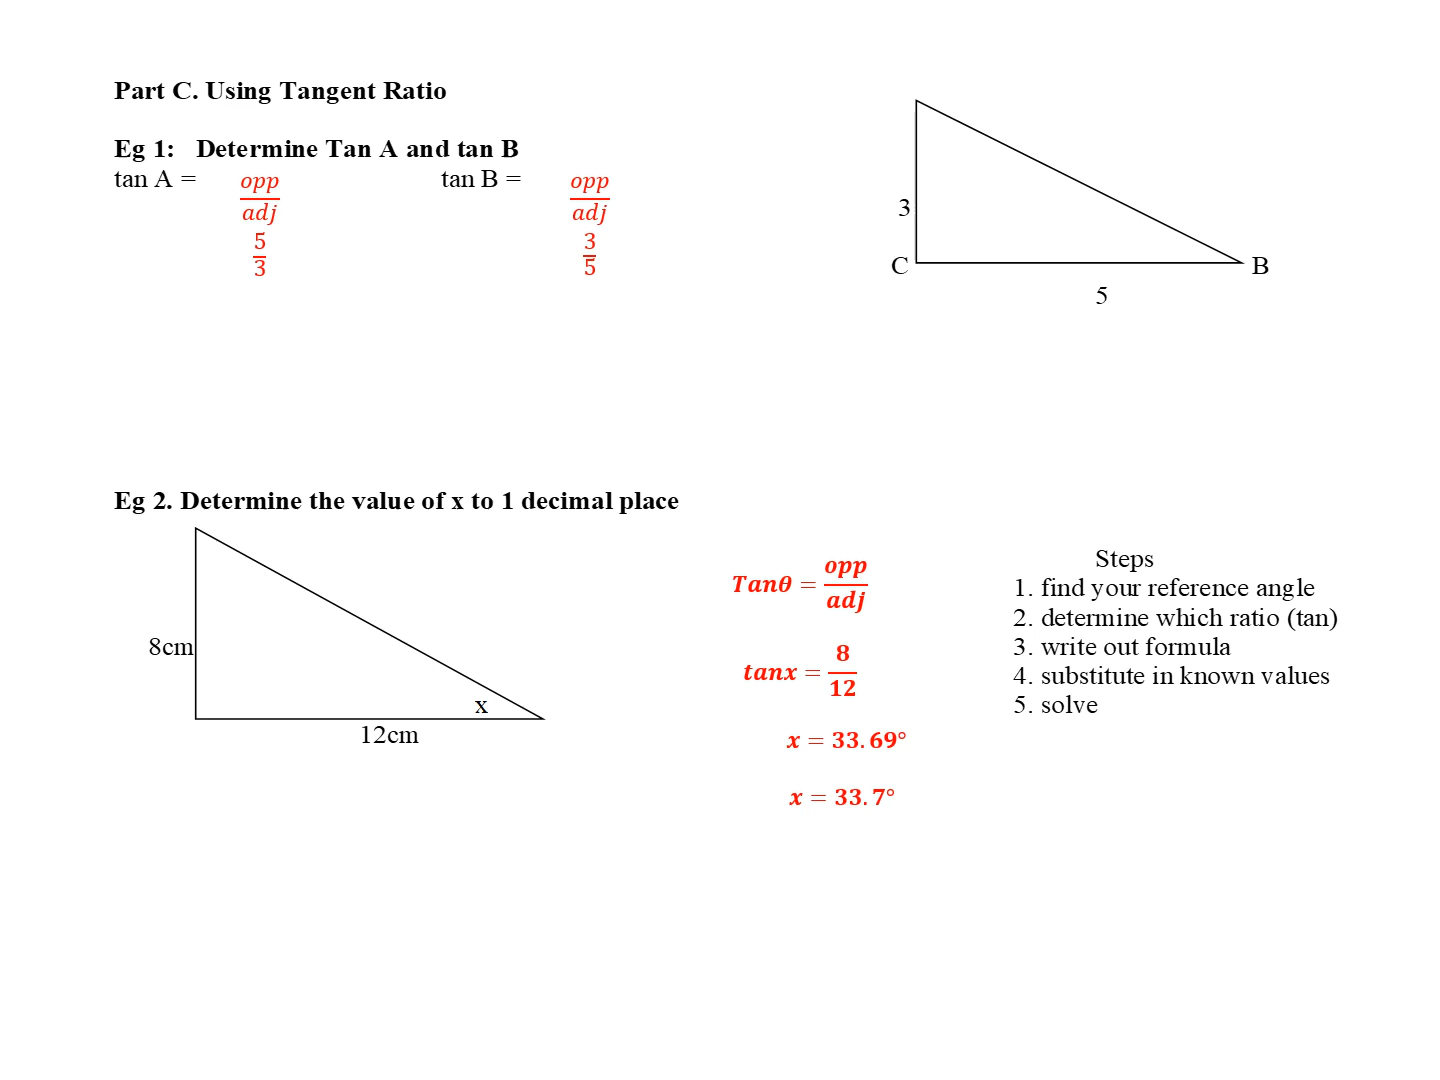 Part C. Using Tangent Ratio
Eg 1: Determine Tan A and tan B
tan A = opp/adj tan B = opp/adj
5/3 3/5
3
C B
5
Eg 2. Determine the value of x to 1 decimal place
8cm
x
12cm
Tanθ = opp/adj
tanx = 8/12
x = 33.69°
x = 33.7°
Steps
1. find your reference angle
2. determine which ratio (tan)
3. write out formula
4. substitute in known values
5. solve